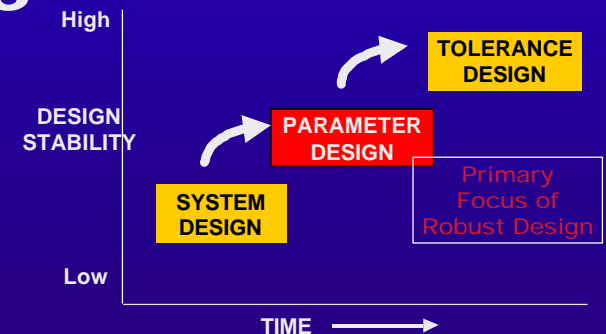 High
TOLERANCE
DESIGN
DESIGN
STABILITY
PARAMETER
DESIGN
Primary
Focus of
Robust Design
SYSTEM
DESIGN
Low
TIME